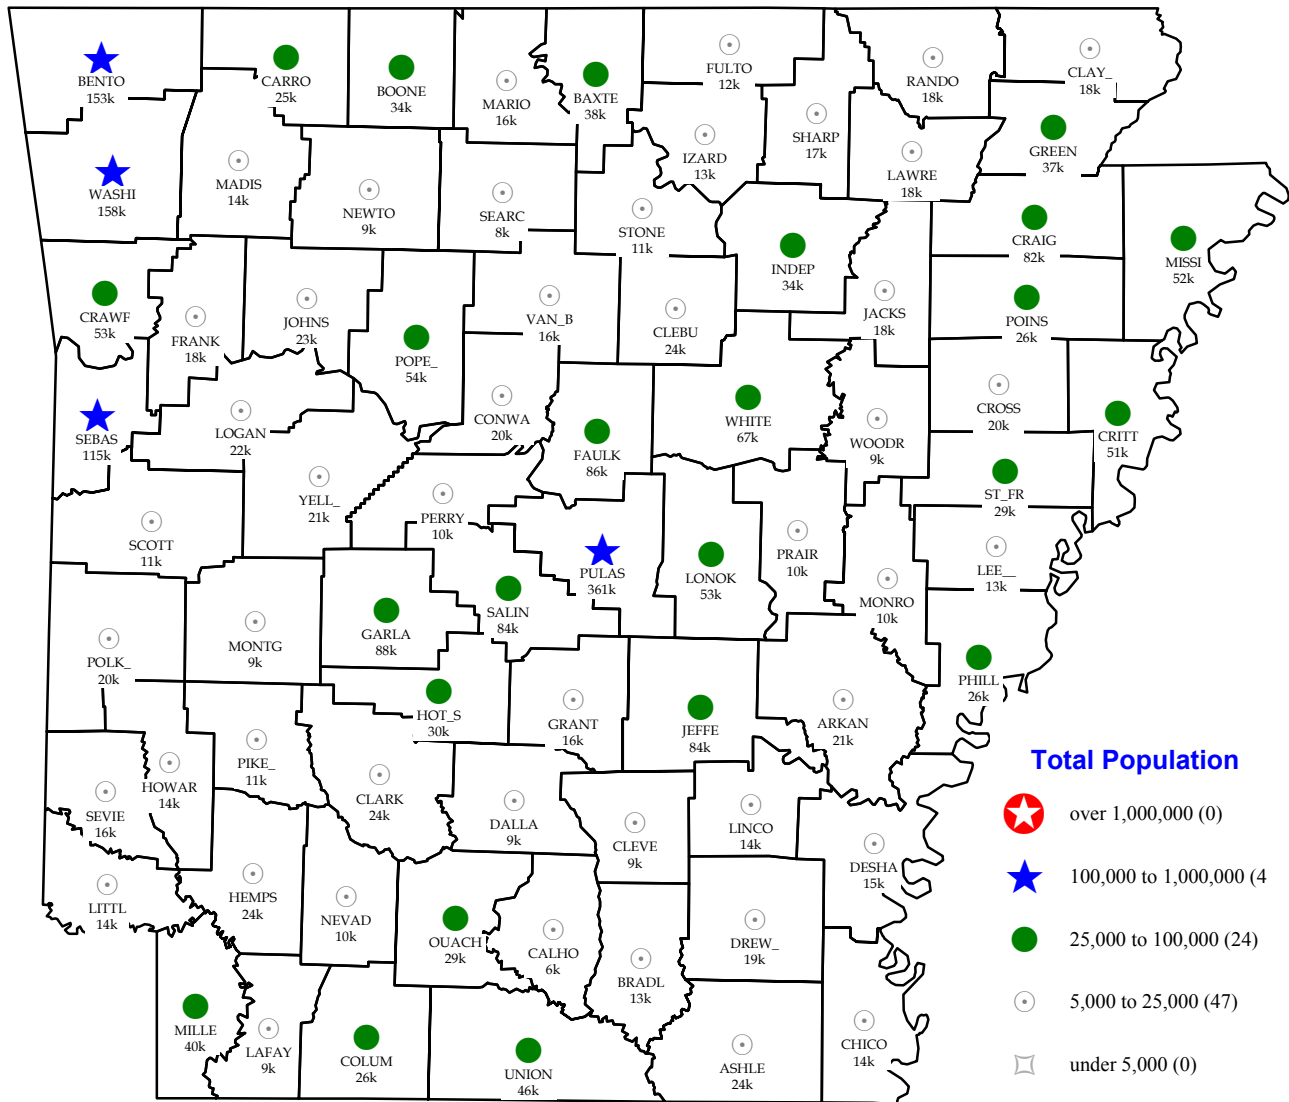 BENTO
153k
CARRO
25k
BOONE
34k
MARIO
16k
BAXTE
38k
FULTO
12k
RANDO
18k
CLAY_
18k
SHARP
17k
IZARD
13k
LAWRE
18k
GREEN
37k
WASHI
158k
MADIS
14k
NEWTO
9k
SEARC
8k
STONE
11k
INDEP
34k
CRAIG
82k
MISSI
52k
CRAWF
53k
FRANK
18k
JOHNS
23k
POPE_
54k
VAN_B
16k
CLEBU
24k
JACKS
18k
POINS
26k
SEBAS
115k
LOGAN
22k
CONWA
20k
FAULK
86k
WHITE
67k
WOODR
9k
CROSS
20k
CRITT
51k
SCOTT
11k
YELL_
21k
PERRY
10k
PULAS
361k
LONOK
53k
PRAIR
10k
ST_FR
29k
LEE__
13k
MONRO
10k
POLK_
20k
MONTG
9k
GARLA
88k
SALIN
84k
PHILL
26k
HOT_S
30k
GRANT
16k
JEFFE
84k
ARKAN
21k
SEVIE
16k
HOWAR
14k
PIKE_
11k
CLARK
24k
DALLA
9k
CLEVE
9k
LINCO
14k
DESHA
15k
LITTL
14k
HEMPS
24k
NEVAD
10k
OUACH
29k
CALHO
6k
BRADL
13k
DREW_
19k
MILLE
40k
LAFAY
9k
COLUM
26k
UNION
46k
ASHLE
24k
CHICO
14k
Total Population
over 1,000,000 (0)
100,000 to 1,000,000 (4
25,000 to 100,000 (24)
5,000 to 25,000 (47)
under 5,000 (0)